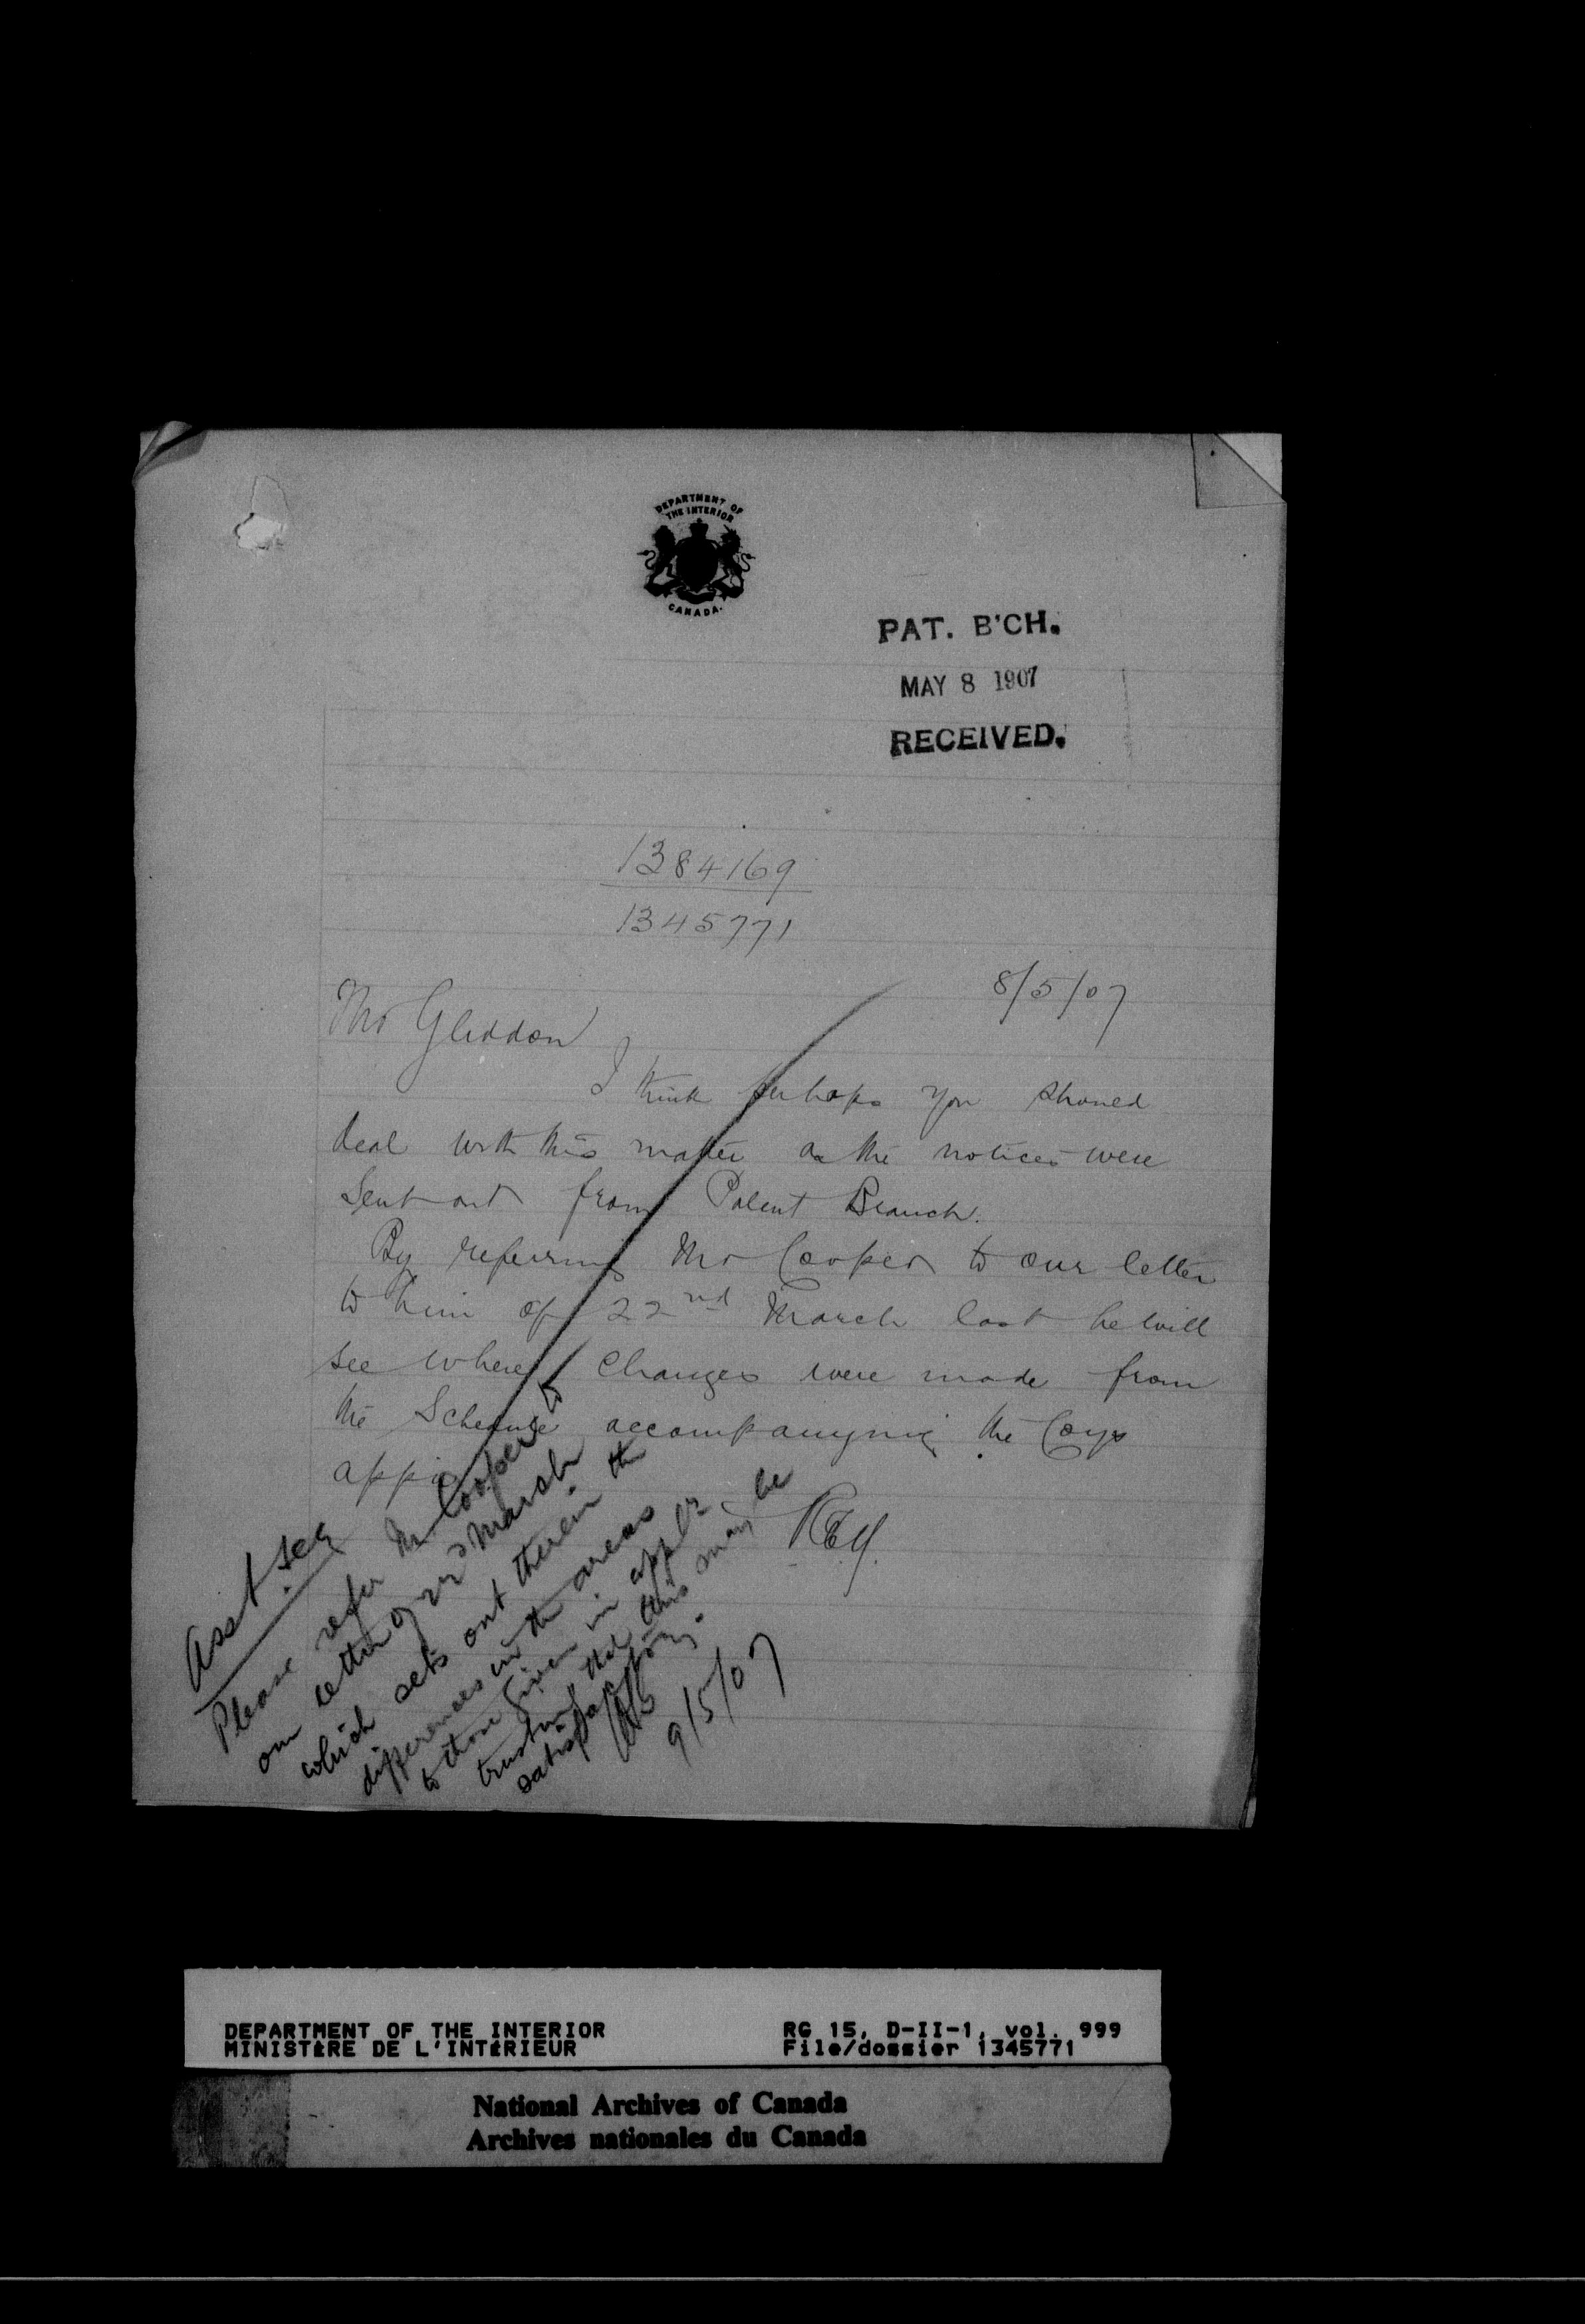 DEPARTMENT OF
THE INTERIOR
CANADA.
PAT. B'CH.
MAY 8 1907
RECEIVED.
1384169
1345771
8/5/07
Mr Gliddon
I think perhaps you should
deal with this matter as the notices were
sent out from Patent Branch.
By referring Mr Cooper to our letter
to him of 22nd March last he will
see where changes were made from
the Schedule accompanying the Coys
appn
Asst Secy
Please refer Mr Cooper to
our letter of 22d March
which sets out therein the
differences in the areas
to those given in appln
trusting that this may be
satisfactory.
9/5/07
DEPARTMENT OF THE INTERIOR
MINISTÈRE DE L'INTÉRIEUR
RG 15, D-II-1, vol. 999
File/dossier 1345771
National Archives of Canada
Archives nationales du Canada